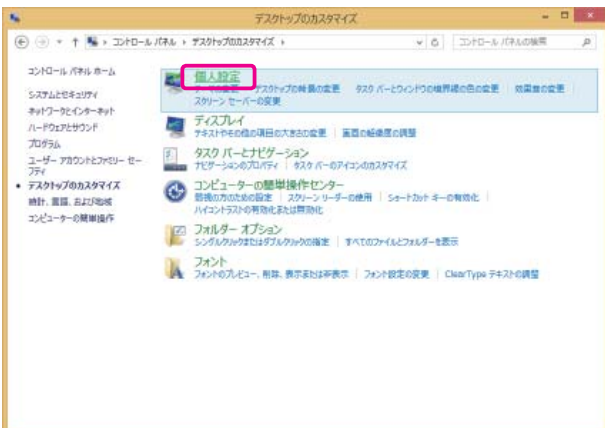 デスクトップのカスタマイズ
コントロール パネル
デスクトップのカスタマイズ
コントロール パネルの検索
コントロール パネル ホーム
システムとセキュリティ
ネットワークとインターネット
ハードウェアとサウンド
プログラム
ユーザー アカウントとファミリー セー
フティ
デスクトップのカスタマイズ
時計、言語、および地域
コンピューターの簡単操作
個人設定
テーマの変更 デスクトップの背景の変更 タスク バーとウィンドウの境界線の色の変更 効果音の変更
スクリーン セーバーの変更
ディスプレイ
テキストやその他の項目の大きさの変更 画面の解像度の調整
タスク バーとナビゲーション
ナビゲーションのプロパティ タスク バーのアイコンのカスタマイズ
コンピューターの簡単操作センター
弱視の方のための設定 スクリーン リーダーの使用 ショートカット キーの有効化
ハイコントラストの有効化または無効化
フォルダー オプション
シングルクリックまたはダブルクリックの指定 すべてのファイルとフォルダーを表示
フォント
フォントのプレビュー、削除、表示または非表示 フォント設定の変更 ClearType テキストの調整